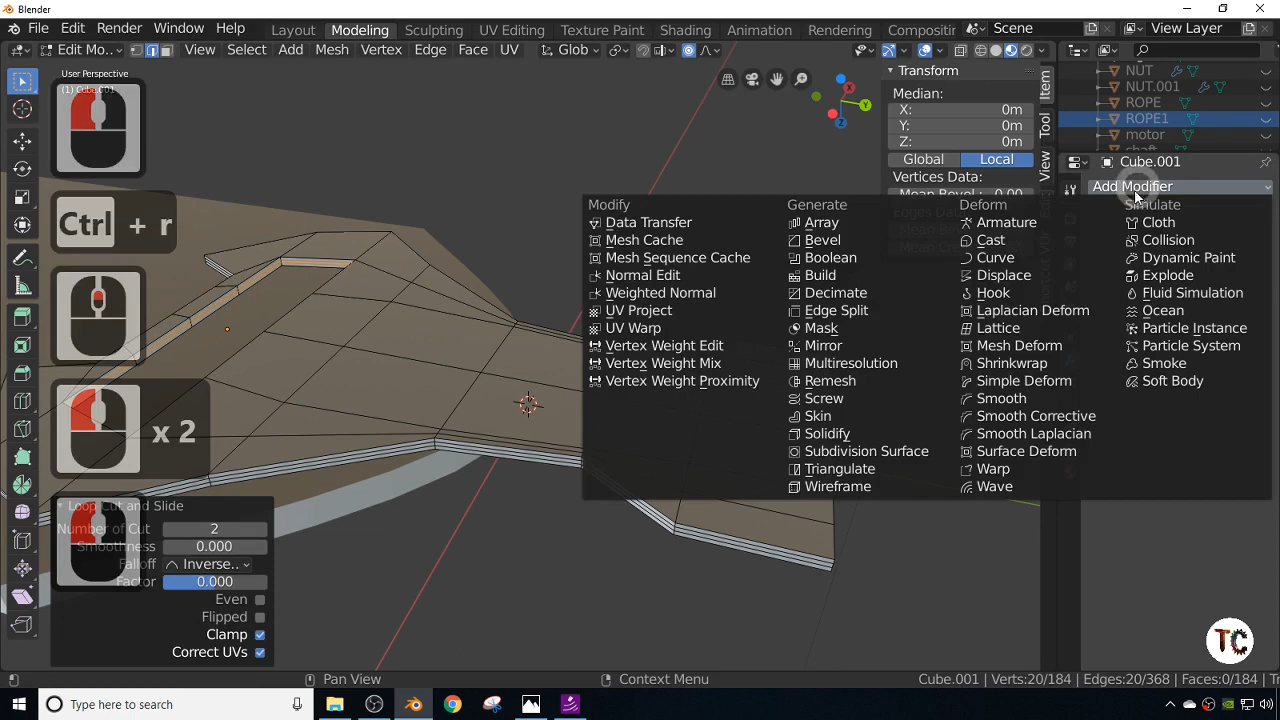 Blender
File Edit Render Window Help Layout Modeling Sculpting UV Editing Texture Paint Shading Animation Rendering Scene View Layer
Edit Mo.. View Select Add Mesh Vertex Edge Face UV Glob
User Perspective
(1) Cube.001
Ctrl + r
x 2
Loop Cut and Slide
Number of Cut 2
Smoothness 0.000
Falloff Inverse..
Factor 0.000
Even
Flipped
Clamp
Correct UVs
Transform
Median:
X: 0m
Y: 0m
Z: 0m
Global Local
Vertices Data:
Mean Bevel.. 0.00
Item
Tool
View
NUT
NUT.001
ROPE
ROPE1
motor
shaft
Cube.001
Add Modifier
Modify
Data Transfer
Mesh Cache
Mesh Sequence Cache
Normal Edit
Weighted Normal
UV Project
UV Warp
Vertex Weight Edit
Vertex Weight Mix
Vertex Weight Proximity
Generate
Array
Bevel
Boolean
Build
Decimate
Edge Split
Mask
Mirror
Multiresolution
Remesh
Screw
Skin
Solidify
Subdivision Surface
Triangulate
Wireframe
Deform
Armature
Cast
Curve
Displace
Hook
Laplacian Deform
Lattice
Mesh Deform
Shrinkwrap
Simple Deform
Smooth
Smooth Corrective
Smooth Laplacian
Surface Deform
Warp
Wave
Simulate
Cloth
Collision
Dynamic Paint
Explode
Fluid Simulation
Ocean
Particle Instance
Particle System
Smoke
Soft Body
TC
Pan View Context Menu Cube.001 | Verts:20/184 | Edges:20/368 | Faces:0/184 | Tr
Type here to search